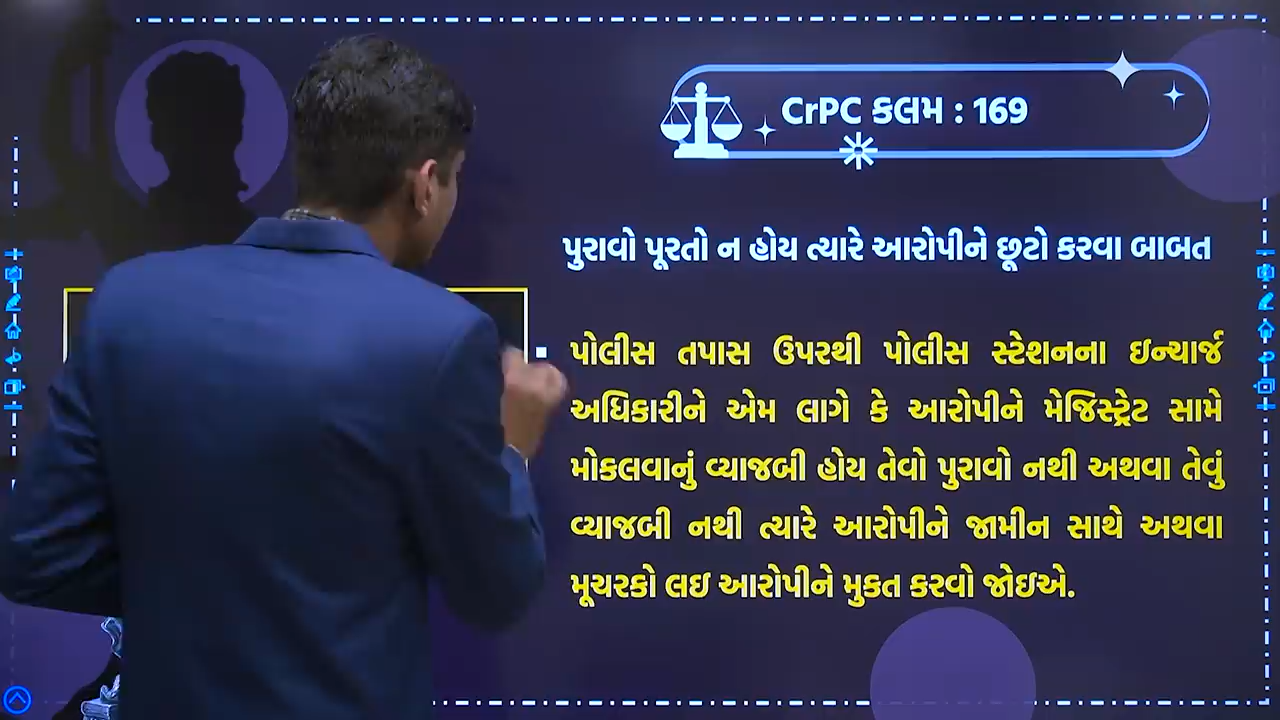 CrPC કલમ : 169
પુરાવો પૂરતો ન હોય ત્યારે આરોપીને છૂટો કરવા બાબત
પોલીસ તપાસ ઉપરથી પોલીસ સ્ટેશનના ઇન્ચાર્જ
અધિકારીને એમ લાગે કે આરોપીને મેજિસ્ટ્રેટ સામે
મોકલવાનું વ્યાજબી હોય તેવો પુરાવો નથી અથવા તેવું
વ્યાજબી નથી ત્યારે આરોપીને જામીન સાથે અથવા
મૂચરકો લઇ આરોપીને મુકત કરવો જોઇએ.